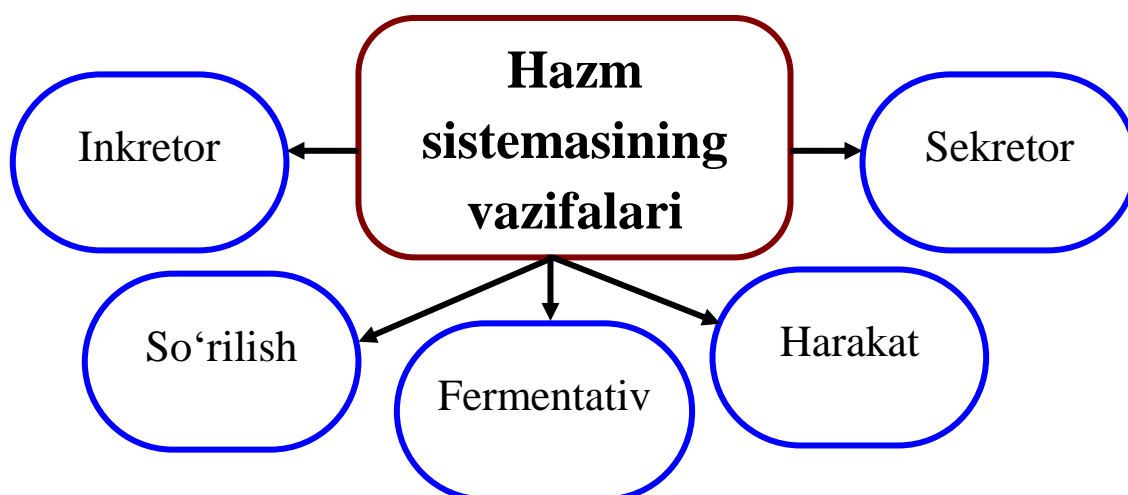 Hazm
sistemasining
vazifalari
Inkretor
Sekretor
So‘rilish
Fermentativ
Harakat